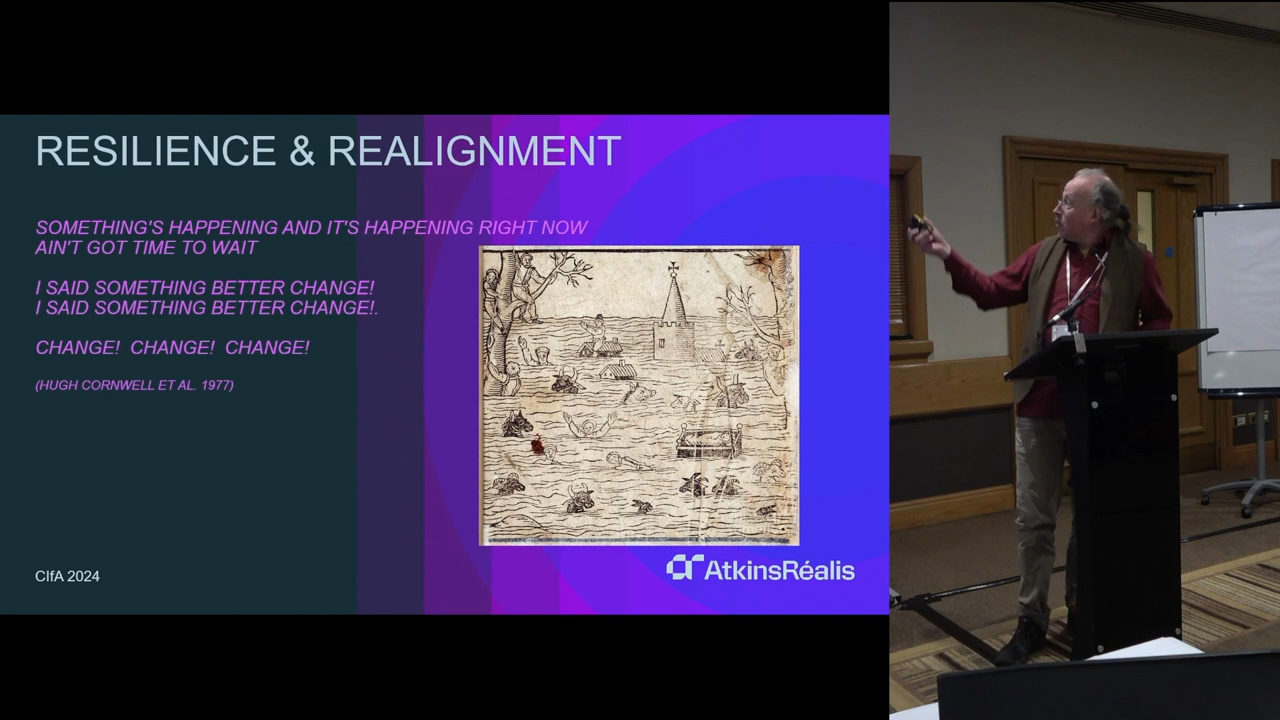 RESILIENCE & REALIGNMENT
SOMETHING'S HAPPENING AND IT'S HAPPENING RIGHT NOW
AIN'T GOT TIME TO WAIT
I SAID SOMETHING BETTER CHANGE!
I SAID SOMETHING BETTER CHANGE!.
CHANGE!  CHANGE!  CHANGE!
(HUGH CORNWELL ET AL. 1977)
CIfA 2024
AtkinsRéalis